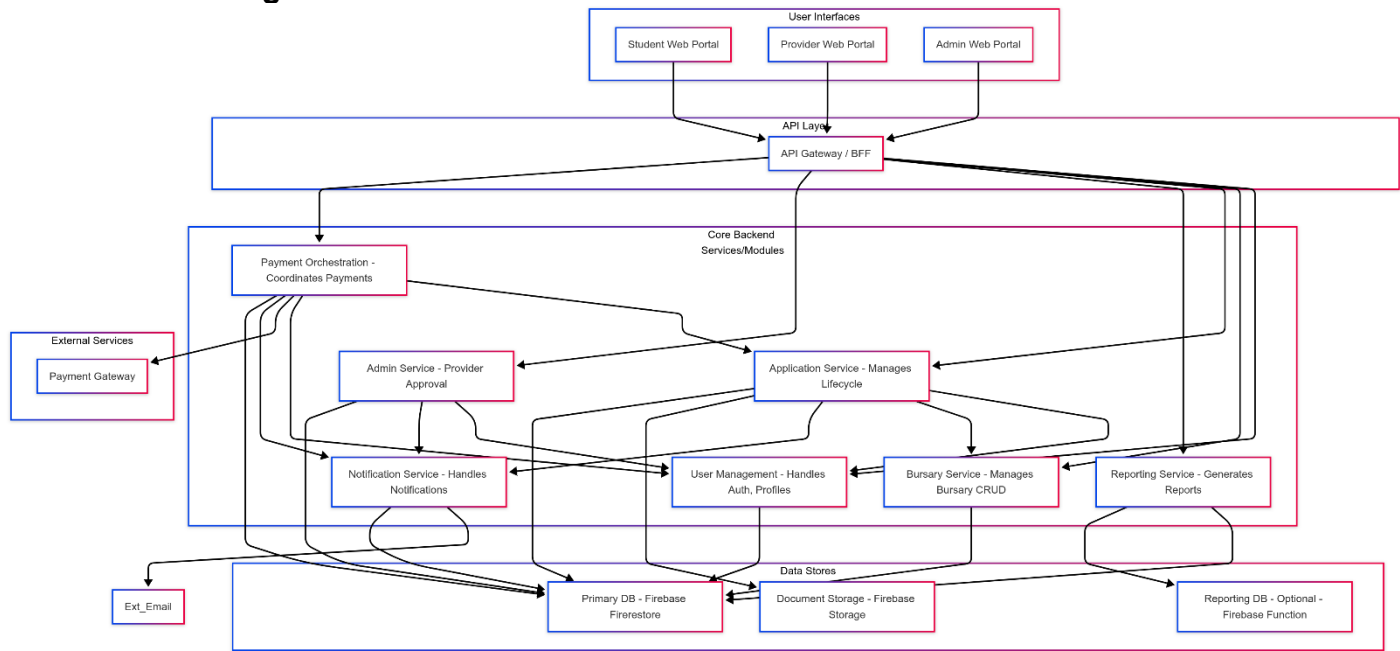 User Interfaces
Student Web Portal
Provider Web Portal
Admin Web Portal
API Layer
API Gateway / BFF
Core Backend
Services/Modules
Payment Orchestration -
Coordinates Payments
External Services
Payment Gateway
Admin Service - Provider
Approval
Application Service - Manages
Lifecycle
Notification Service - Handles
Notifications
User Management - Handles
Auth, Profiles
Bursary Service - Manages
Bursary CRUD
Reporting Service - Generates
Reports
Data Stores
Ext_Email
Primary DB - Firebase
Firerestore
Document Storage - Firebase
Storage
Reporting DB - Optional -
Firebase Function